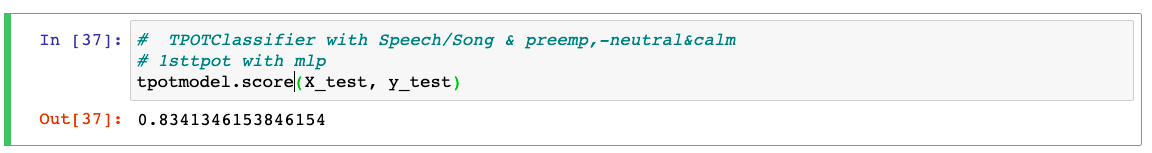 In [37]: #  TPOTClassifier with Speech/Song & preemp,-neutral&calm
# 1sttpot with mlp
tpotmodel.score(X_test, y_test)
Out[37]: 0.8341346153846154